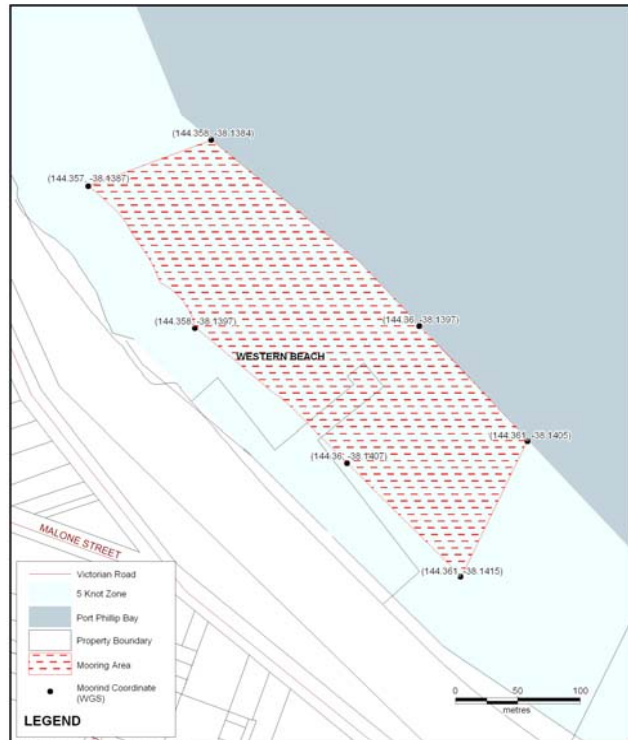 (144.358, -38.1384)
(144.357, -38.1387)
(144.358, -38.1397)
(144.36, -38.1397)
WESTERN BEACH
(144.361, -38.1405)
(144.36, -38.1407)
(144.361, -38.1415)
MALONE STREET
Victorian Road
5 Knot Zone
Port Phillip Bay
Property Boundary
Mooring Area
Moorind Coordinate
(WGS)
LEGEND
0 50 100
metres